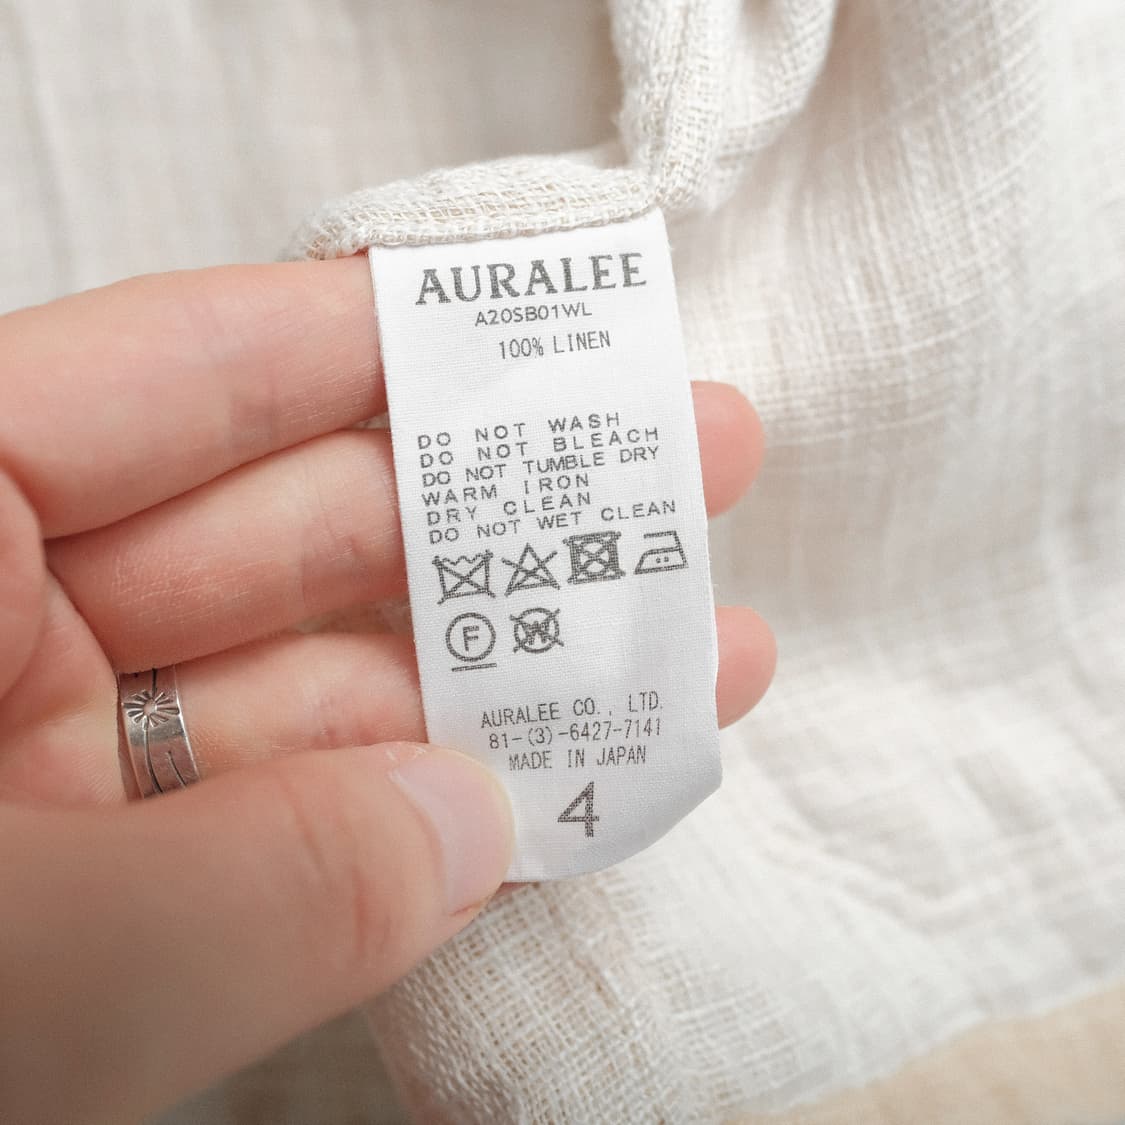 AURALEE
A20SB01WL
100% LINEN
DO NOT WASH
DO NOT BLEACH
DO NOT TUMBLE DRY
WARM IRON
DRY CLEAN
DO NOT WET CLEAN
F W
AURALEE CO., LTD.
81-(3)-6427-7141
MADE IN JAPAN
4